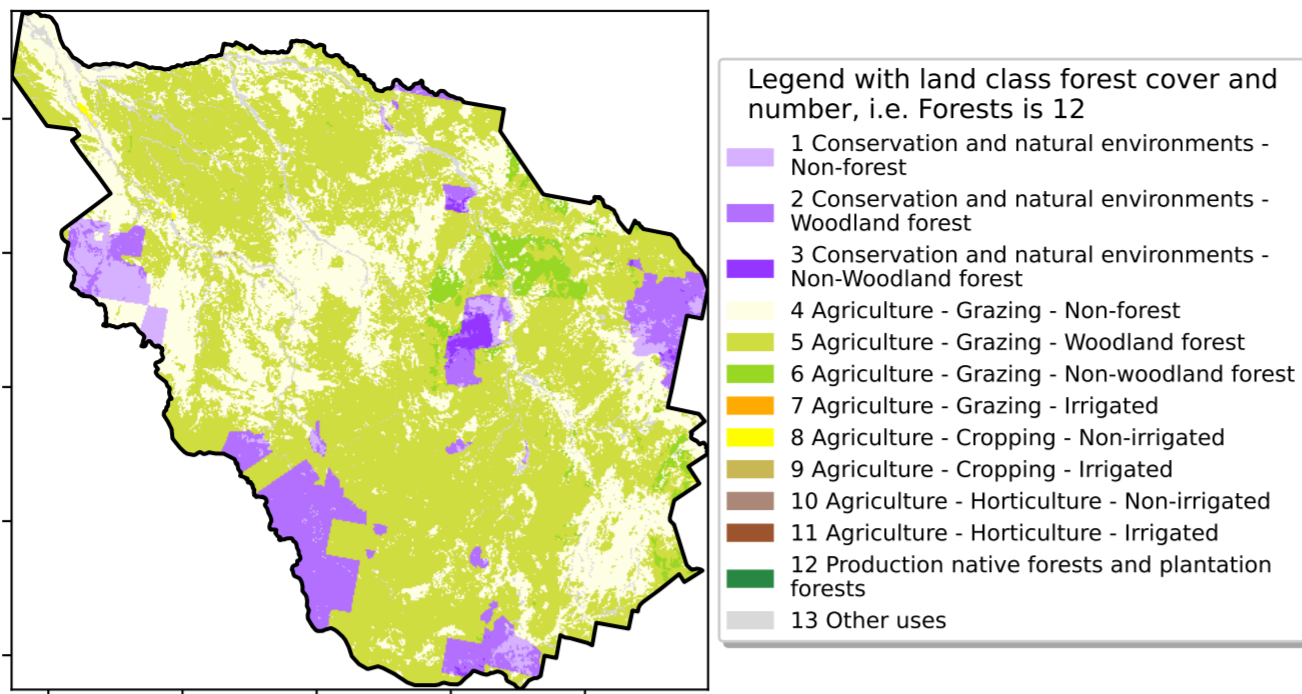 Legend with land class forest cover and
number, i.e. Forests is 12
1 Conservation and natural environments -
Non-forest
2 Conservation and natural environments -
Woodland forest
3 Conservation and natural environments -
Non-Woodland forest
4 Agriculture - Grazing - Non-forest
5 Agriculture - Grazing - Woodland forest
6 Agriculture - Grazing - Non-woodland forest
7 Agriculture - Grazing - Irrigated
8 Agriculture - Cropping - Non-irrigated
9 Agriculture - Cropping - Irrigated
10 Agriculture - Horticulture - Non-irrigated
11 Agriculture - Horticulture - Irrigated
12 Production native forests and plantation
forests
13 Other uses